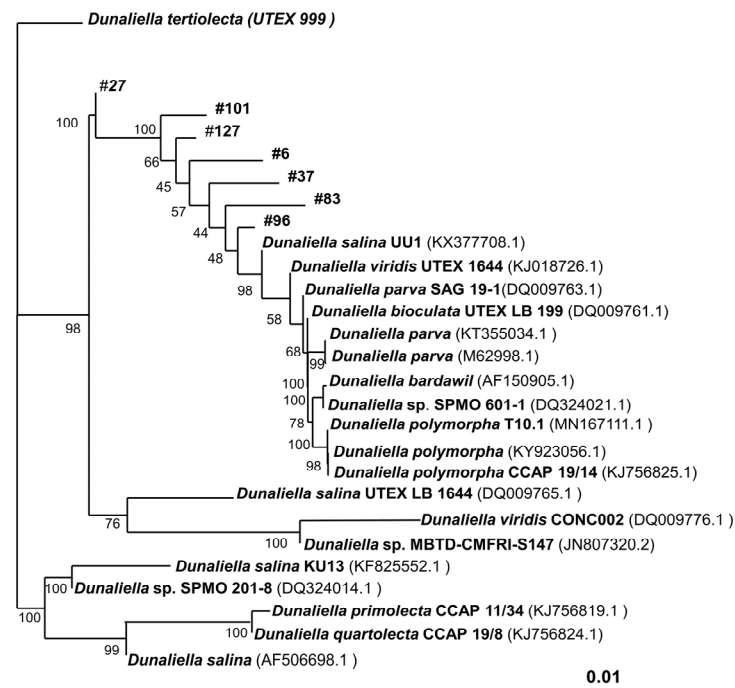 Dunaliella tertiolecta (UTEX 999 )
#27
100
#101
100
#127
66
#6
45
#37
57
#83
44
#96
48
Dunaliella salina UU1 (KX377708.1)
98
Dunaliella viridis UTEX 1644 (KJ018726.1)
58
Dunaliella parva SAG 19-1(DQ009763.1)
Dunaliella bioculata UTEX LB 199 (DQ009761.1)
98
Dunaliella parva (KT355034.1 )
68
99
Dunaliella parva (M62998.1)
100
Dunaliella bardawil (AF150905.1)
100
Dunaliella sp. SPMO 601-1 (DQ324021.1)
78
Dunaliella polymorpha T10.1 (MN167111.1 )
100
Dunaliella polymorpha (KY923056.1)
98
Dunaliella polymorpha CCAP 19/14 (KJ756825.1)
Dunaliella salina UTEX LB 1644 (DQ009765.1 )
76
Dunaliella viridis CONC002 (DQ009776.1 )
100
Dunaliella sp. MBTD-CMFRI-S147 (JN807320.2)
Dunaliella salina KU13 (KF825552.1 )
100
Dunaliella sp. SPMO 201-8 (DQ324014.1 )
100
Dunaliella primolecta CCAP 11/34 (KJ756819.1 )
100
Dunaliella quartolecta CCAP 19/8 (KJ756824.1)
99
Dunaliella salina (AF506698.1 )
0.01